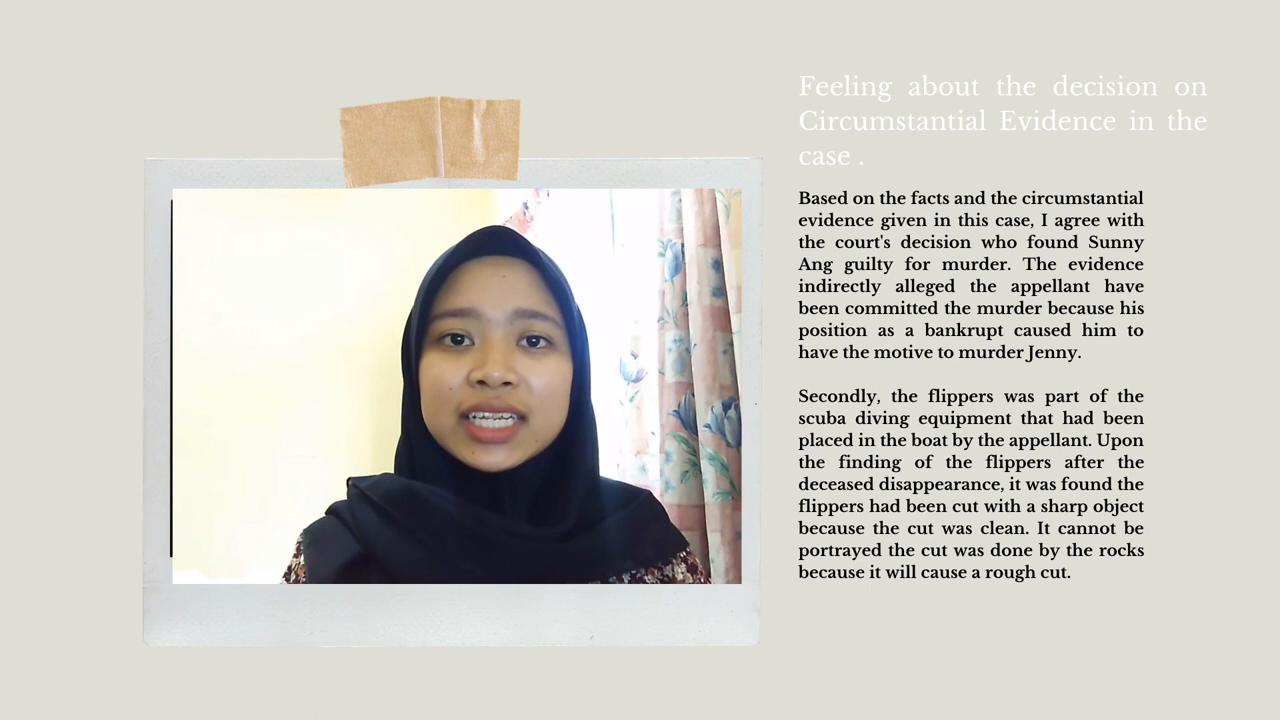 Feeling about the decision on
Circumstantial Evidence in the
case .
Based on the facts and the circumstantial
evidence given in this case, I agree with
the court's decision who found Sunny
Ang guilty for murder. The evidence
indirectly alleged the appellant have
been committed the murder because his
position as a bankrupt caused him to
have the motive to murder Jenny.
Secondly, the flippers was part of the
scuba diving equipment that had been
placed in the boat by the appellant. Upon
the finding of the flippers after the
deceased disappearance, it was found the
flippers had been cut with a sharp object
because the cut was clean. It cannot be
portrayed the cut was done by the rocks
because it will cause a rough cut.